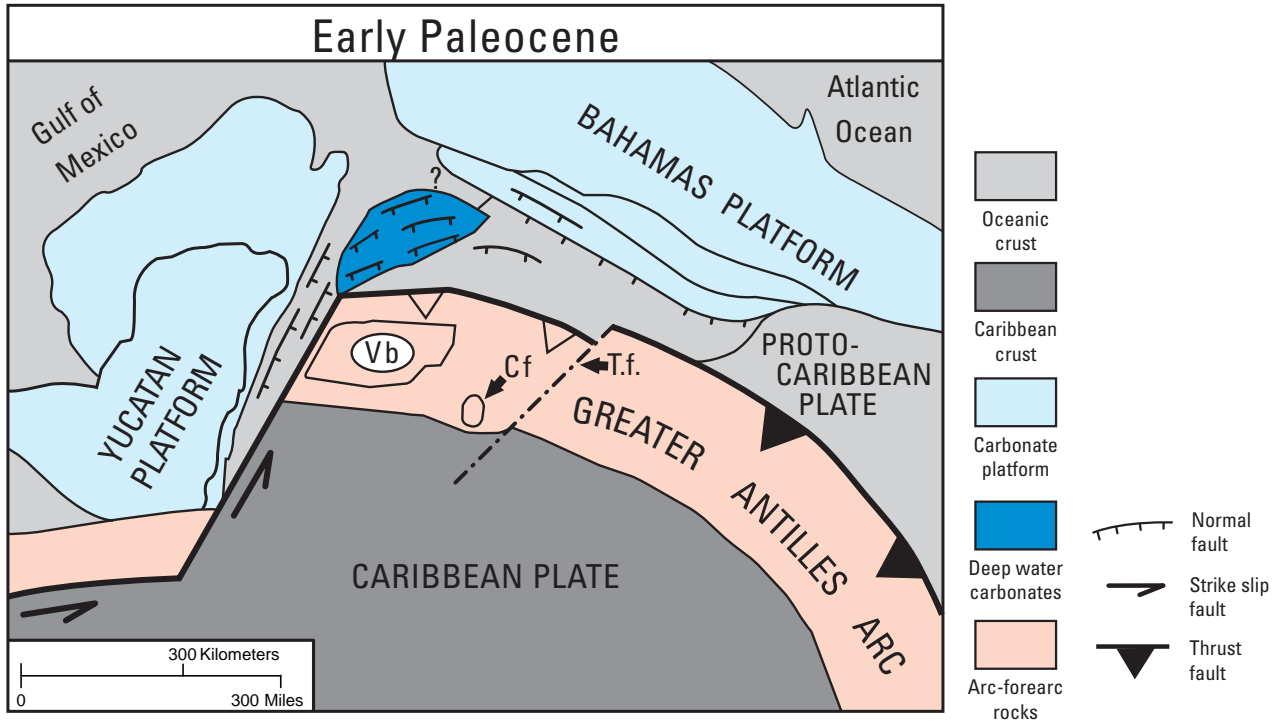 Early Paleocene
Gulf of
Mexico
Atlantic
Ocean
BAHAMAS PLATFORM
?
YUCATAN
PLATFORM
Vb
Cf
T.f.
PROTO-
CARIBBEAN
PLATE
GREATER ANTILLES ARC
CARIBBEAN PLATE
300 Kilometers
0
300 Miles
Oceanic
crust
Caribbean
crust
Carbonate
platform
Deep water
carbonates
Arc-forearc
rocks
Normal
fault
Strike slip
fault
Thrust
fault